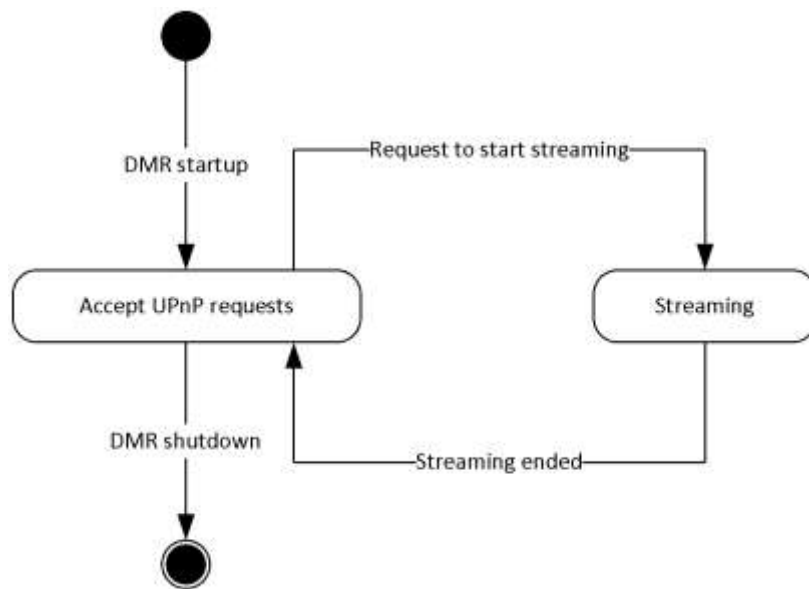 Request to start streaming
DMR startup
Accept UPnP requests
Streaming
DMR shutdown
Streaming ended